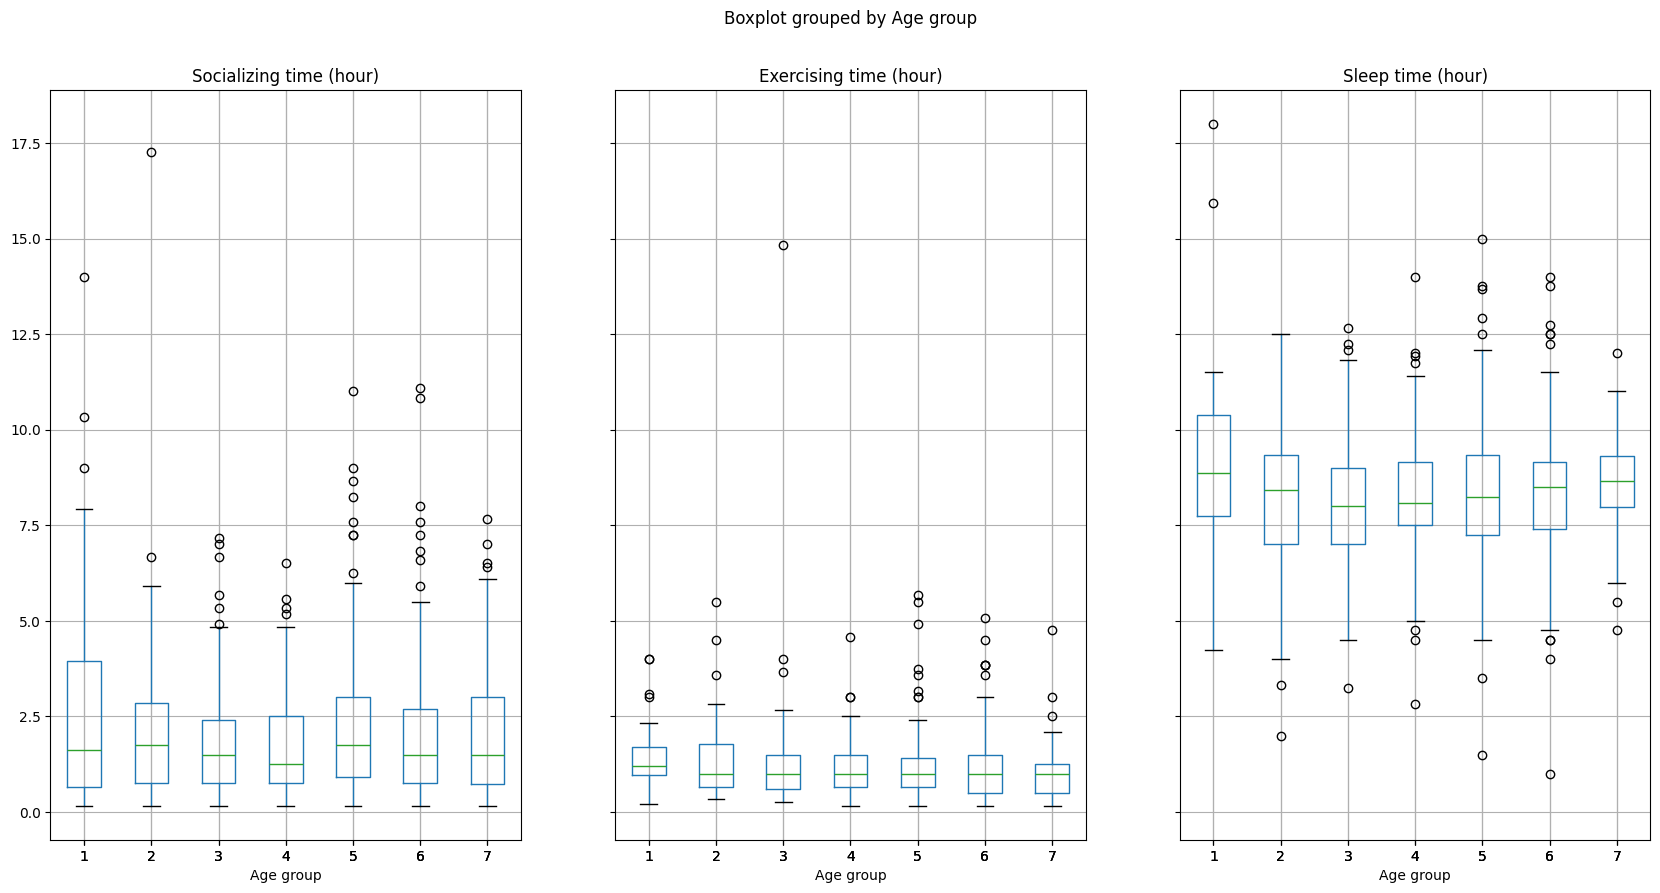 Boxplot grouped by Age group
Socializing time (hour)
Exercising time (hour)
Sleep time (hour)
17.5
15.0
12.5
10.0
7.5
5.0
2.5
0.0
1 2 3 4 5 6 7
1 2 3 4 5 6 7
1 2 3 4 5 6 7
Age group
Age group
Age group